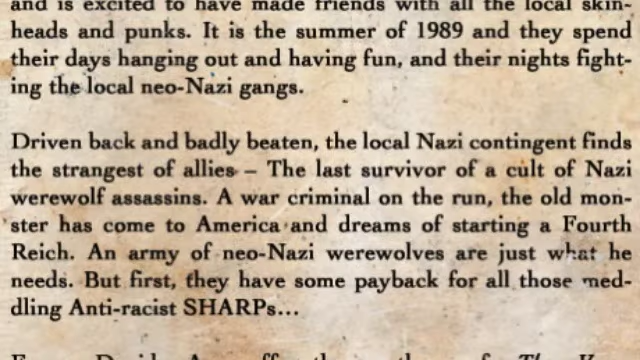 and is excited to have made friends with all the local skin-
heads and punks. It is the summer of 1989 and they spend
their days hanging out and having fun, and their nights fight-
ing the local neo-Nazi gangs.
Driven back and badly beaten, the local Nazi contingent finds
the strangest of allies – The last survivor of a cult of Nazi
werewolf assassins. A war criminal on the run, the old mon-
ster has come to America and dreams of starting a Fourth
Reich. An army of neo-Nazi werewolves are just what he
needs. But first, they have some payback for all those med-
dling Anti-racist SHARPs...